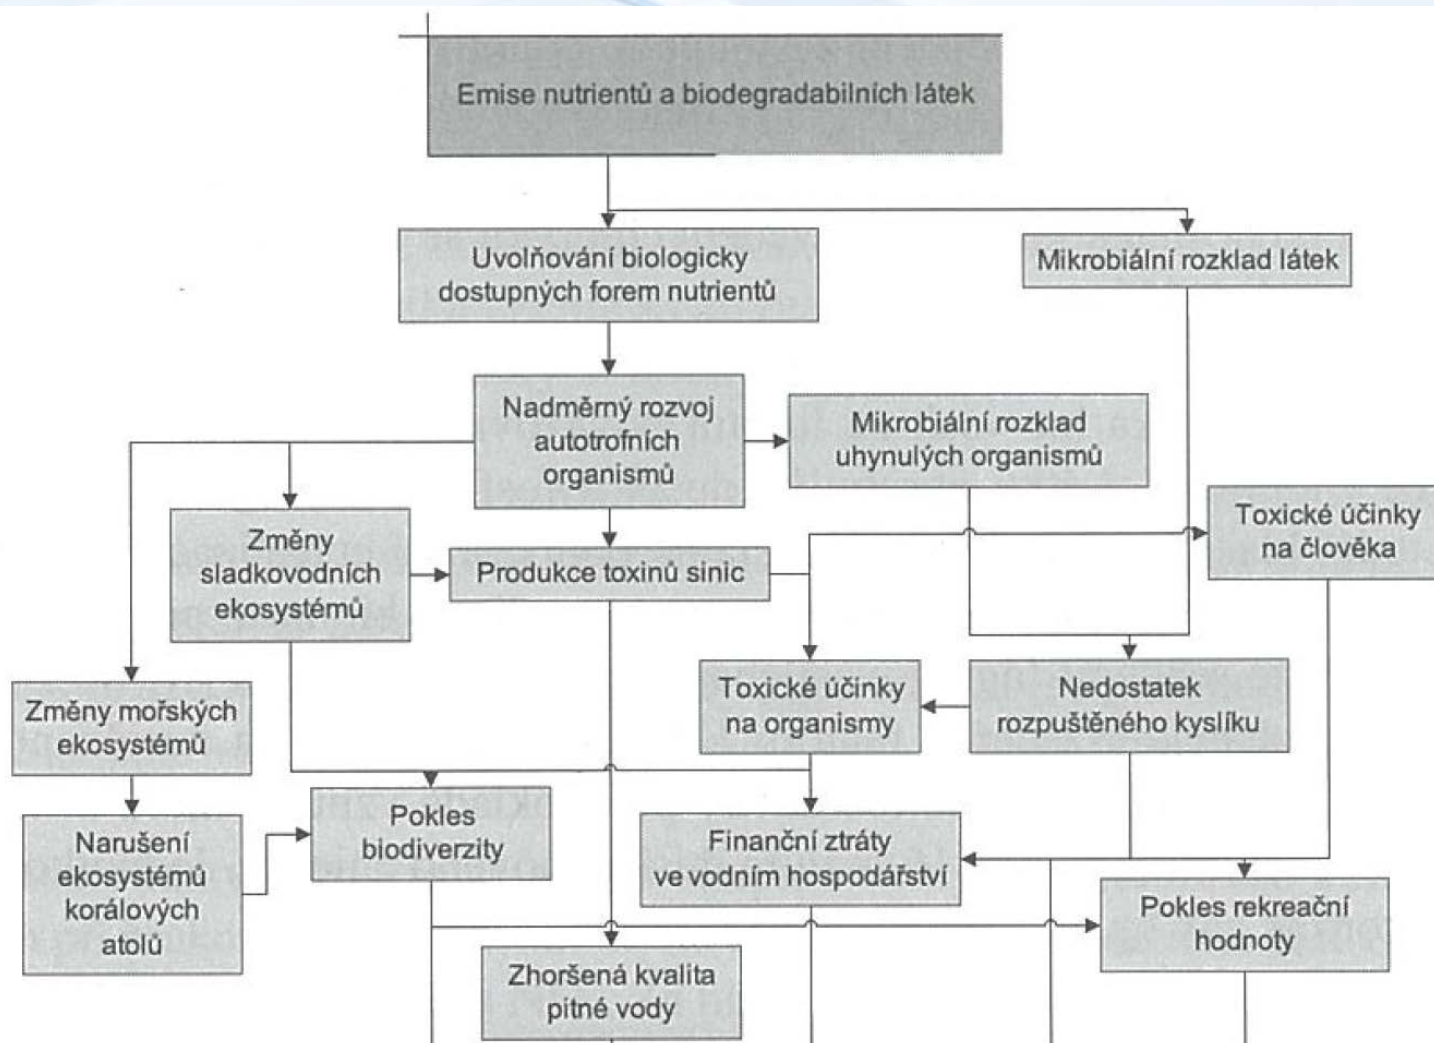 Emise nutrientů a biodegradabilních látek
Uvolňování biologicky
dostupných forem nutrientů
Mikrobiální rozklad látek
Nadměrný rozvoj
autotrofních
organismů
Mikrobiální rozklad
uhynulých organismů
Toxické účinky
na člověka
Změny
sladkovodních
ekosystémů
Produkce toxinů sinic
Změny mořských
ekosystémů
Toxické účinky
na organismy
Nedostatek
rozpuštěného kyslíku
Narušení
ekosystémů
korálových
atolů
Pokles
biodiverzity
Finanční ztráty
ve vodním hospodářství
Pokles rekreační
hodnoty
Zhoršená kvalita
pitné vody